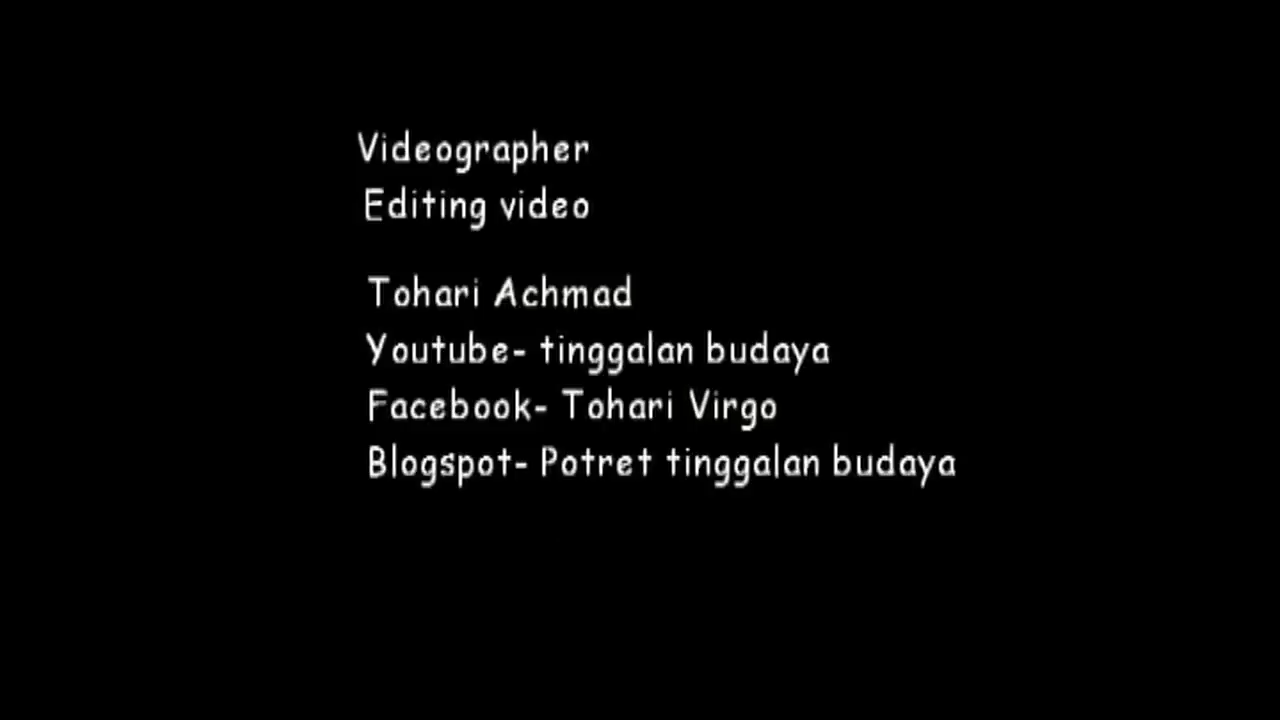 Videographer
Editing video
Tohari Achmad
Youtube- tinggalan budaya
Facebook- Tohari Virgo
Blogspot- Potret tinggalan budaya